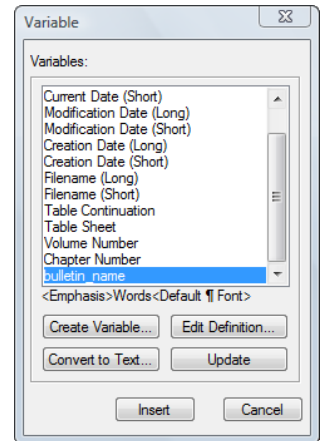 Variable
Variables:
Current Date (Short)
Modification Date (Long)
Modification Date (Short)
Creation Date (Long)
Creation Date (Short)
Filename (Long)
Filename (Short)
Table Continuation
Table Sheet
Volume Number
Chapter Number
bulletin_name
<Emphasis>Words<Default ¶ Font>
Create Variable... Edit Definition...
Convert to Text... Update
Insert Cancel